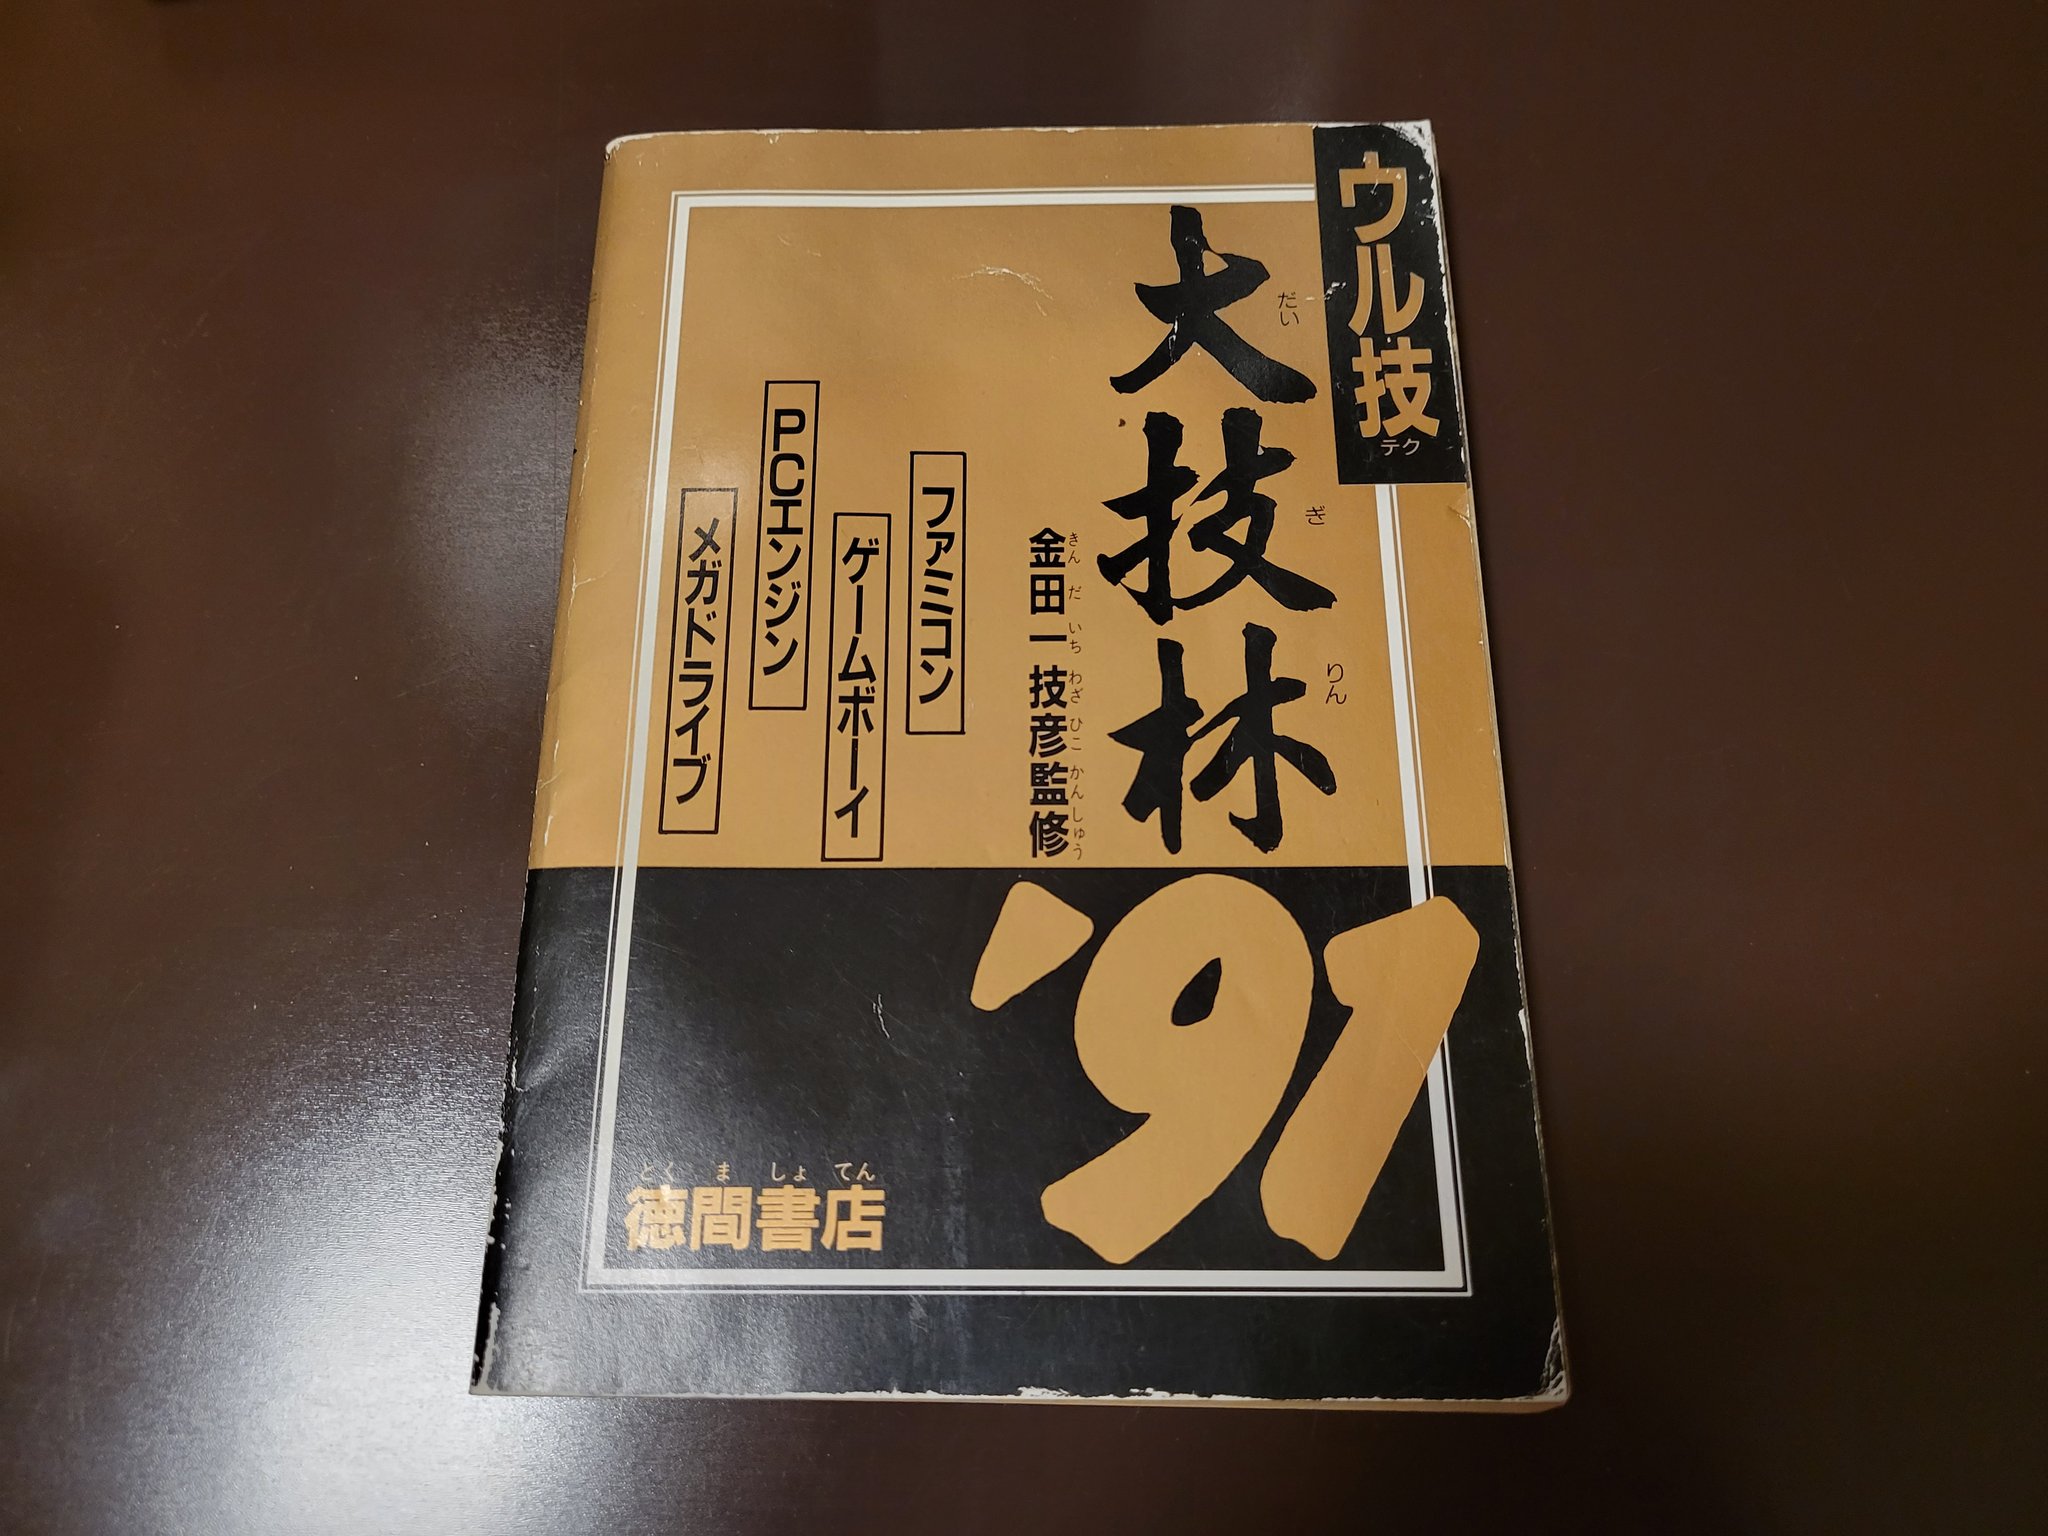 ウル技
テク
大技林
だいぎりん
金田一技彦監修
きんだいちわざひこかんしゅう
ファミコン
ゲームボーイ
PCエンジン
メガドライブ
'91
とくましょてん
徳間書店